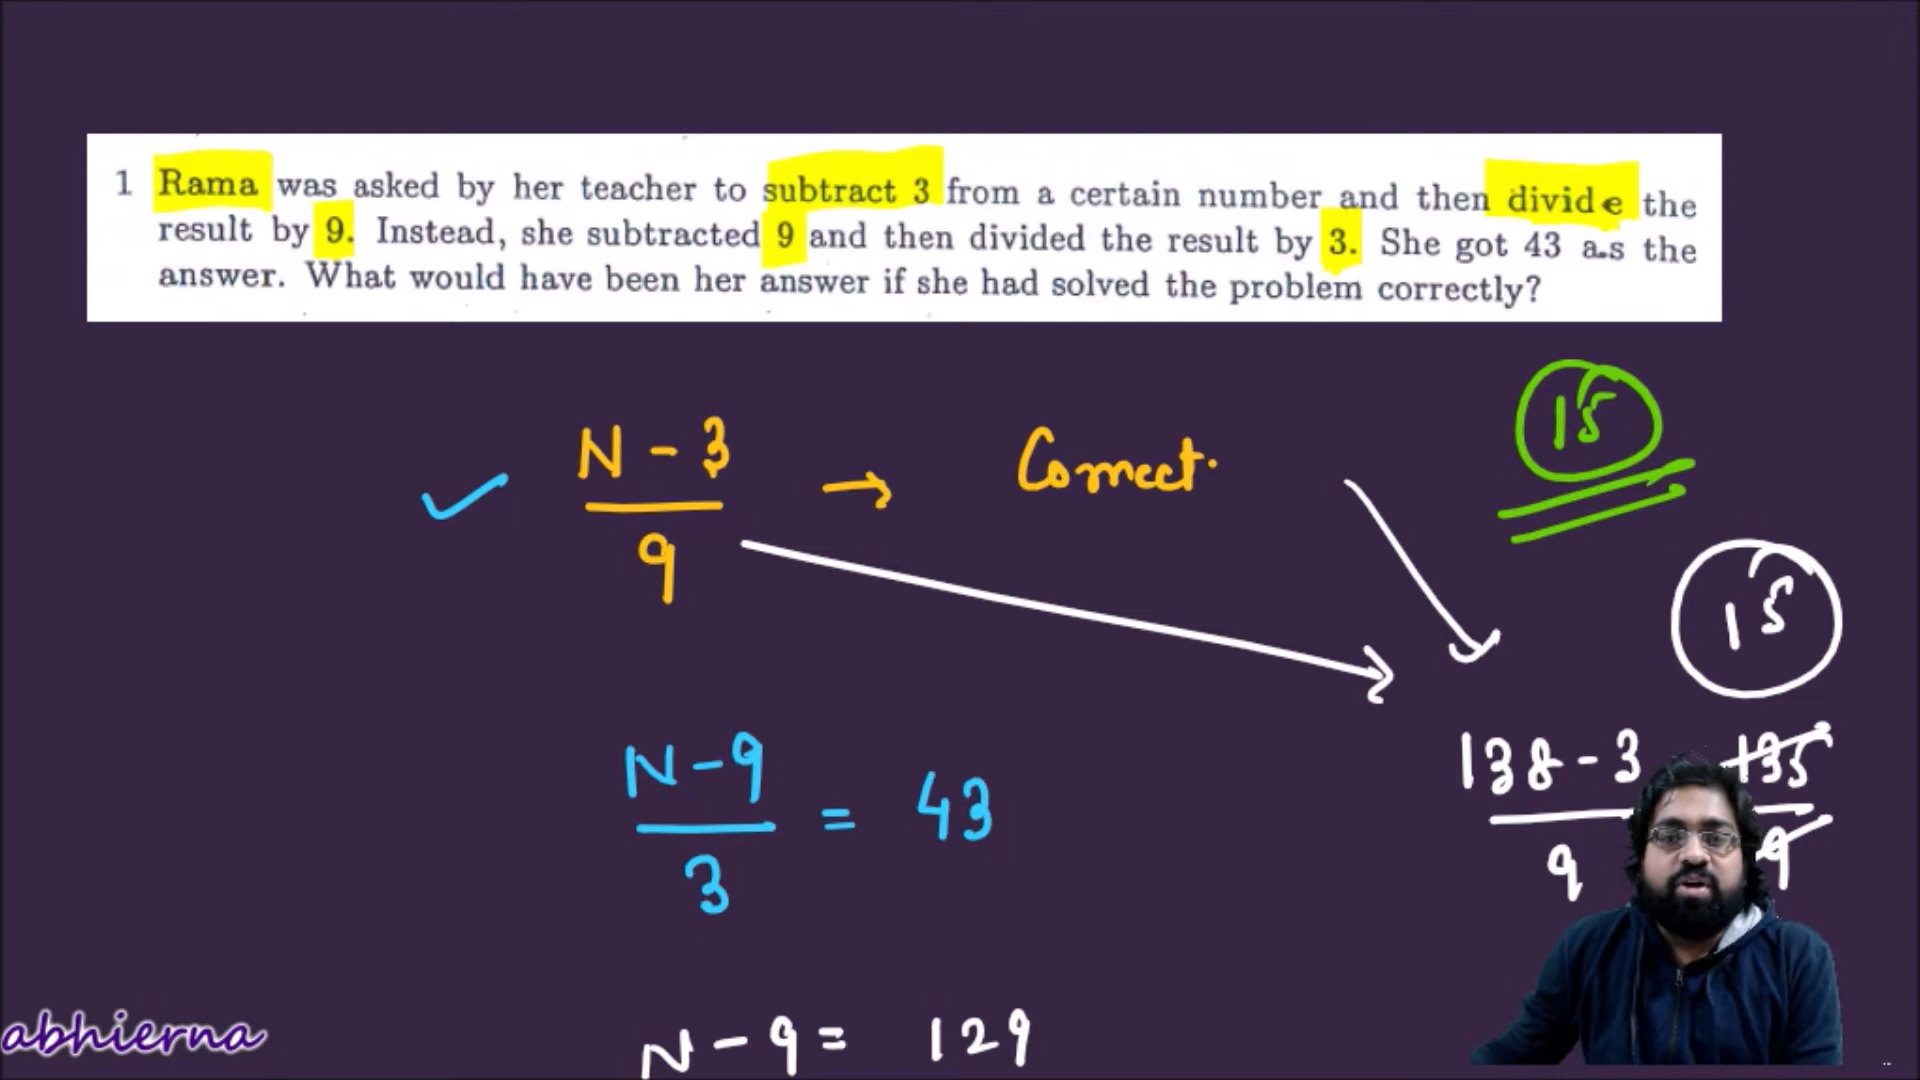 1 Rama was asked by her teacher to subtract 3 from a certain number and then divide the
result by 9. Instead, she subtracted 9 and then divided the result by 3. She got 43 a.s the
answer. What would have been her answer if she had solved the problem correctly?
15
N - 3
9
→ Correct.
15
138 - 3
9
135
9
N - 9
3
= 43
N - 9 = 129
abhierna